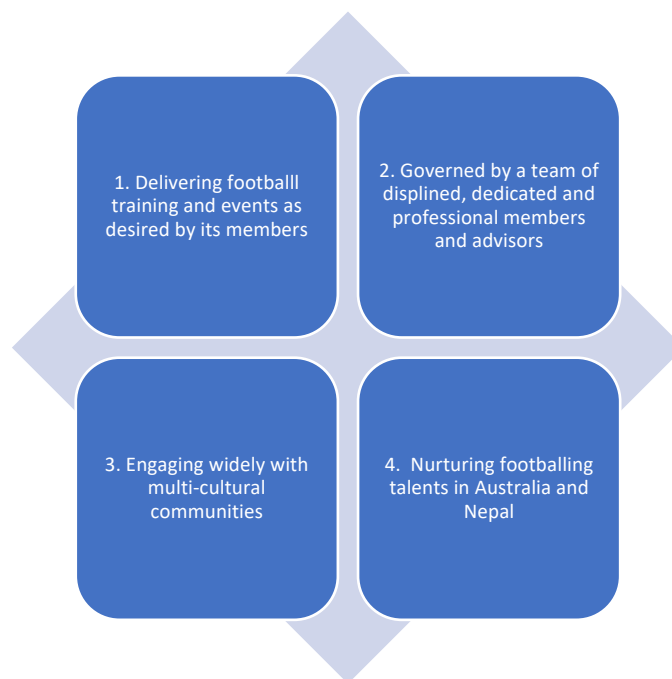 1. Delivering footballl
training and events as
desired by its members
2. Governed by a team of
displined, dedicated and
professional members
and advisors
3. Engaging widely with
multi-cultural
communities
4.  Nurturing footballing
talents in Australia and
Nepal